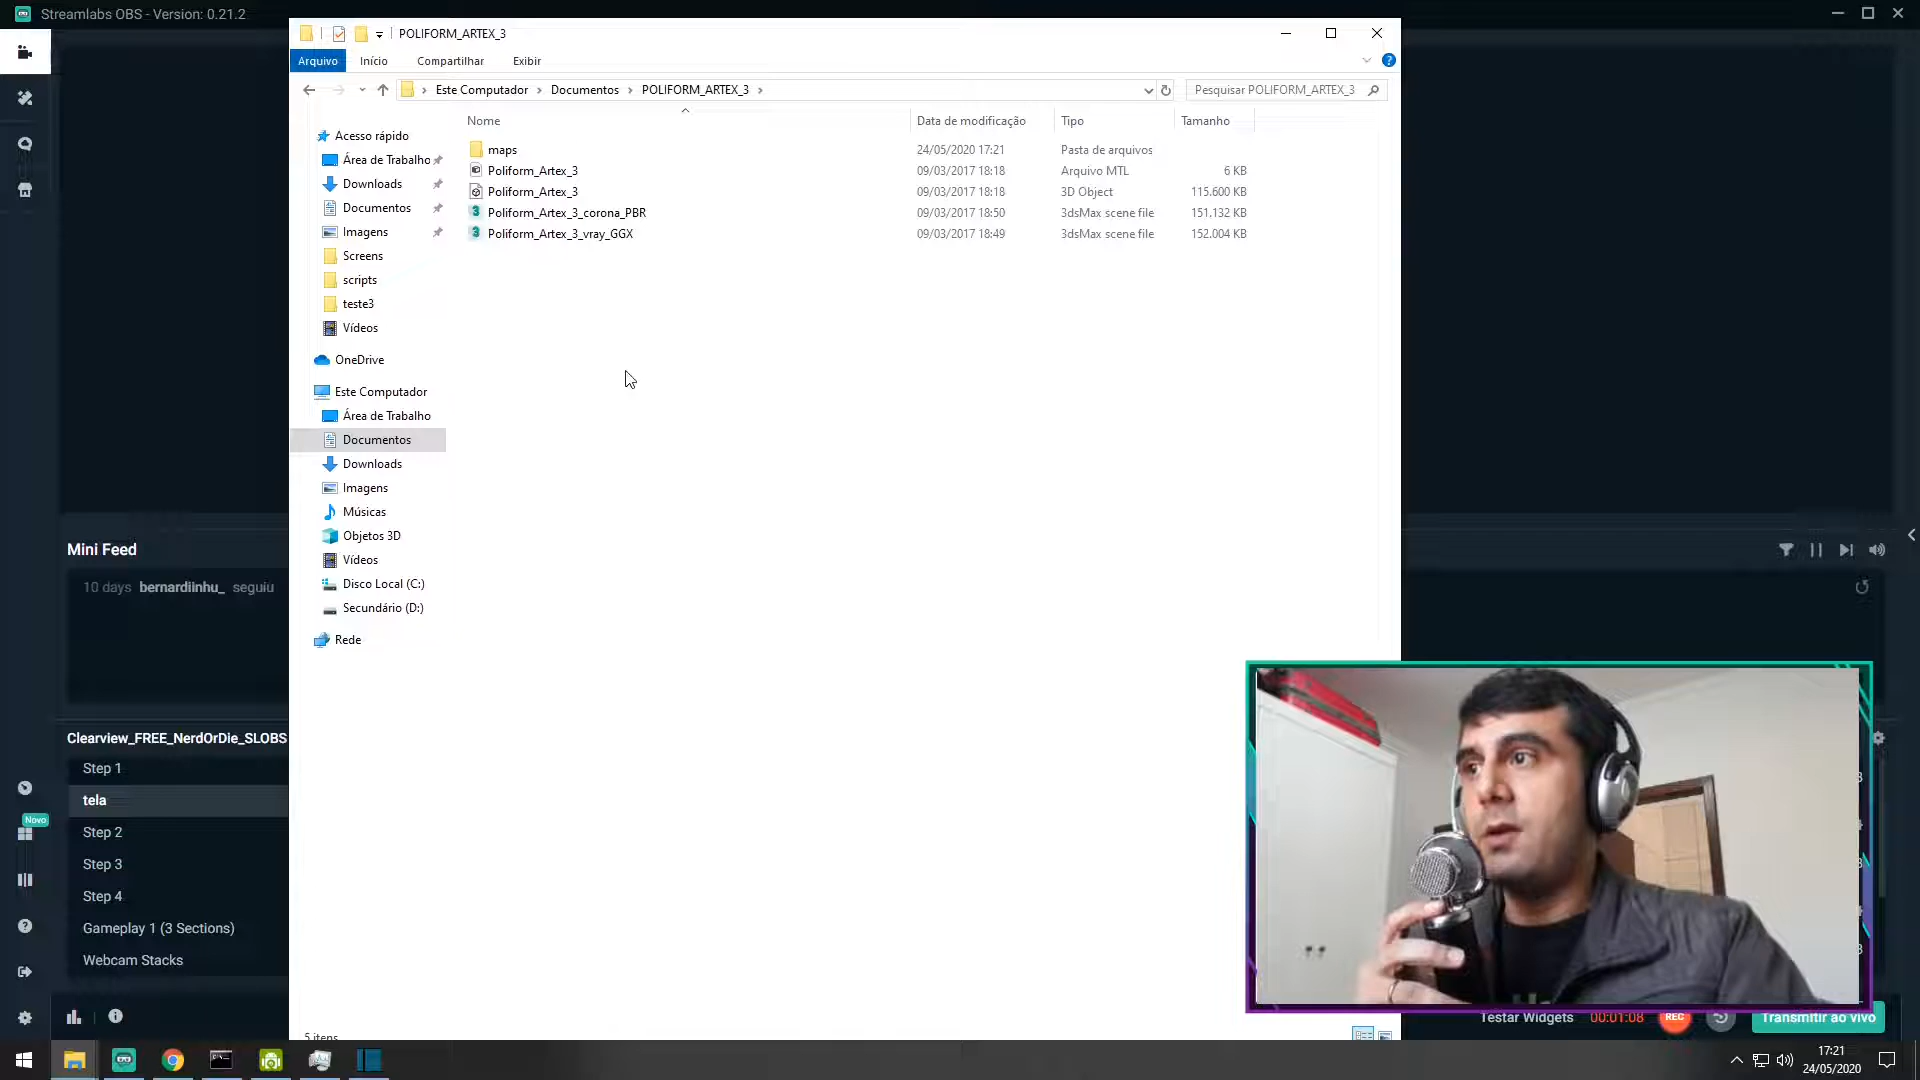 Streamlabs OBS - Version: 0.21.2
POLIFORM_ARTEX_3
Arquivo Início Compartilhar Exibir
Este Computador > Documentos > POLIFORM_ARTEX_3 >
Pesquisar POLIFORM_ARTEX_3
Nome Data de modificação Tipo Tamanho
maps 24/05/2020 17:21 Pasta de arquivos
Poliform_Artex_3 09/03/2017 18:18 Arquivo MTL 6 KB
Poliform_Artex_3 09/03/2017 18:18 3D Object 115.600 KB
Poliform_Artex_3_corona_PBR 09/03/2017 18:50 3dsMax scene file 151.132 KB
Poliform_Artex_3_vray_GGX 09/03/2017 18:49 3dsMax scene file 152.004 KB
Acesso rápido
Área de Trabalho
Downloads
Documentos
Imagens
Screens
scripts
teste3
Vídeos
OneDrive
Este Computador
Área de Trabalho
Documentos
Downloads
Imagens
Músicas
Objetos 3D
Vídeos
Disco Local (C:)
Secundário (D:)
Rede
5 itens
Mini Feed
10 days bernardiinhu_ seguiu
Clearview_FREE_NerdOrDie_SLOBS
Step 1
tela
Step 2
Step 3
Step 4
Gameplay 1 (3 Sections)
Webcam Stacks
Novo
Testar Widgets 00:01:08 REC Transmitir ao vivo
17:21
24/05/2020